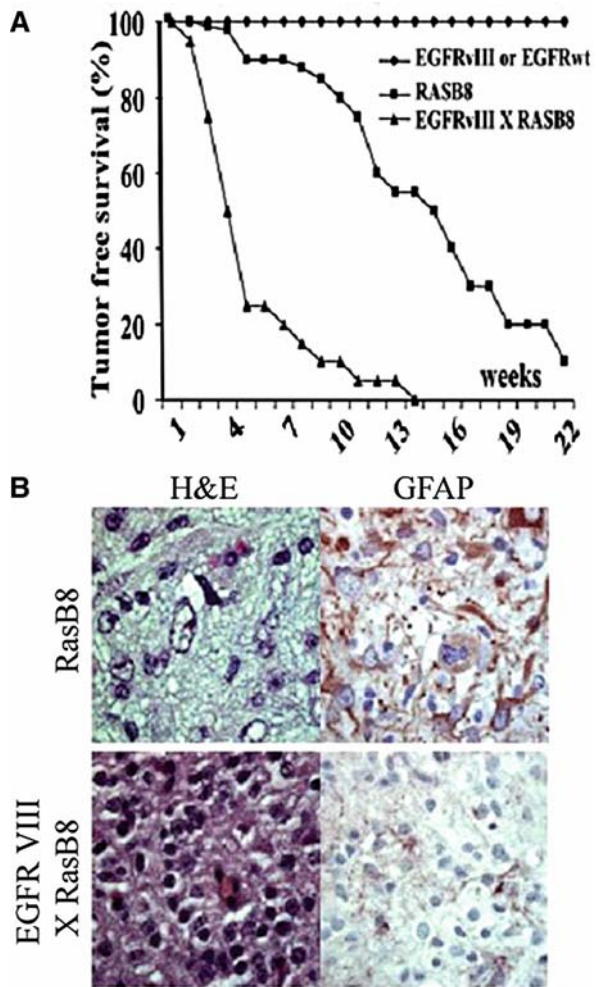 A
Tumor free survival (%)
100
80
60
40
20
0
EGFRvIII or EGFRwt
RASB8
EGFRvIII X RASB8
weeks
1 4 7 10 13 16 19 22
B
H&E GFAP
RasB8
EGFR VIII
X RasB8